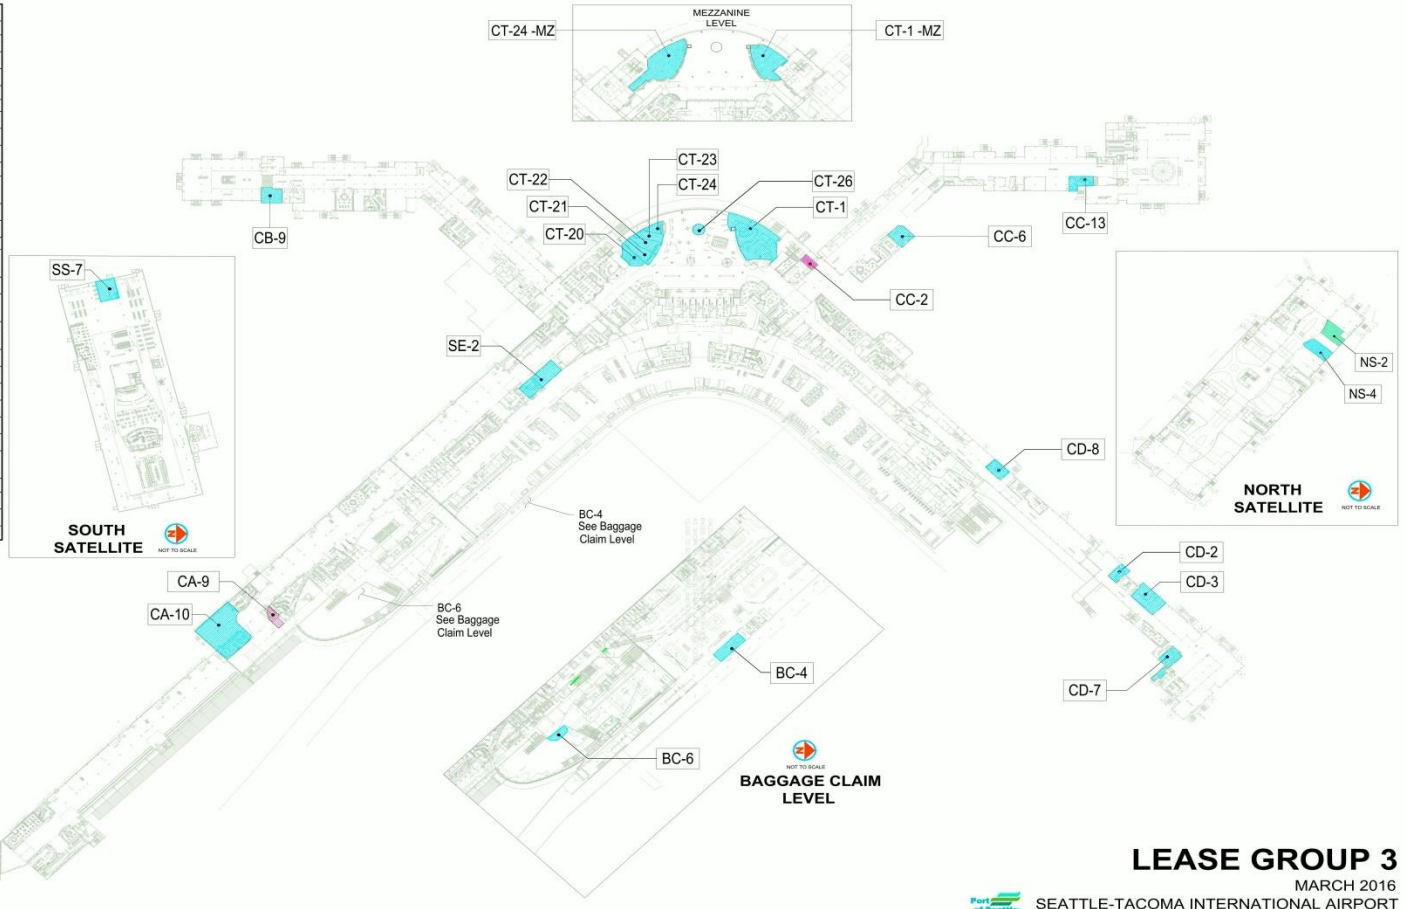 MEZZANINE
LEVEL
CT-24 -MZ
CT-1 -MZ
CT-23
CT-24
CT-22
CT-21
CT-20
CT-26
CT-1
CB-9
CC-13
CC-6
CC-2
SS-7
SE-2
SOUTH
SATELLITE
NOT TO SCALE
NS-2
NS-4
NORTH
SATELLITE
NOT TO SCALE
CD-8
CD-2
CD-3
CD-7
BC-4
See Baggage
Claim Level
CA-9
CA-10
BC-6
See Baggage
Claim Level
BC-4
BC-6
NOT TO SCALE
BAGGAGE CLAIM
LEVEL
LEASE GROUP 3
MARCH 2016
Port
SEATTLE-TACOMA INTERNATIONAL AIRPORT